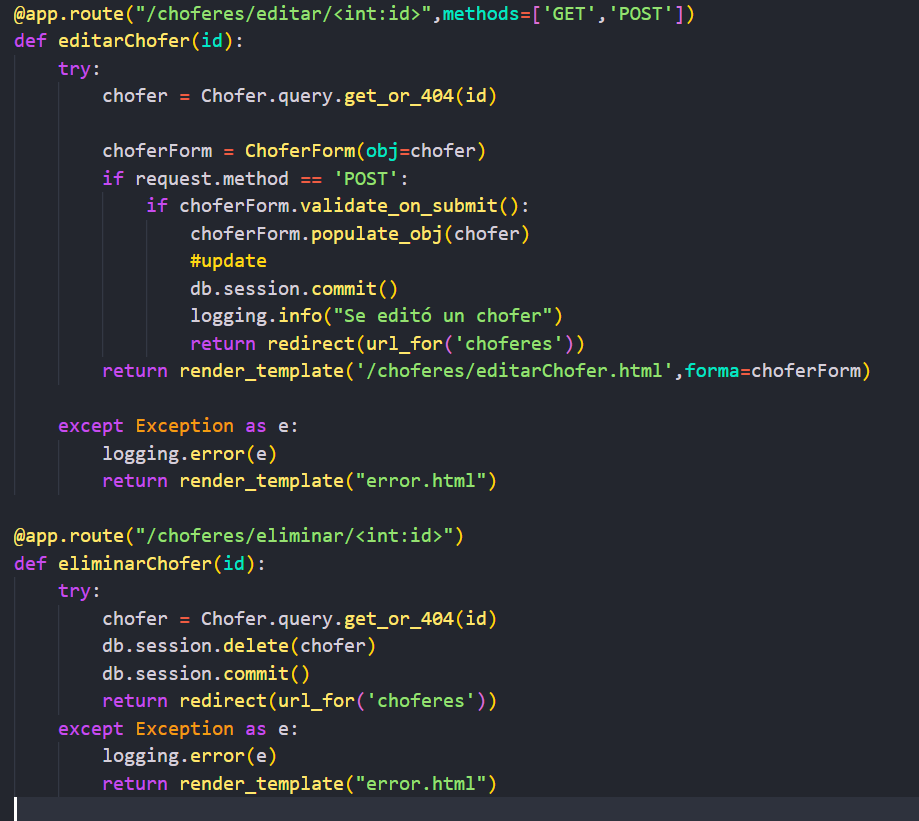 @app.route("/choferes/editar/<int:id>",methods=['GET','POST'])
def editarChofer(id):
    try:
        chofer = Chofer.query.get_or_404(id)

        choferForm = ChoferForm(obj=chofer)
        if request.method == 'POST':
            if choferForm.validate_on_submit():
                choferForm.populate_obj(chofer)
                #update
                db.session.commit()
                logging.info("Se editó un chofer")
                return redirect(url_for('choferes'))
        return render_template('/choferes/editarChofer.html',forma=choferForm)

    except Exception as e:
        logging.error(e)
        return render_template("error.html")

@app.route("/choferes/eliminar/<int:id>")
def eliminarChofer(id):
    try:
        chofer = Chofer.query.get_or_404(id)
        db.session.delete(chofer)
        db.session.commit()
        return redirect(url_for('choferes'))
    except Exception as e:
        logging.error(e)
        return render_template("error.html")